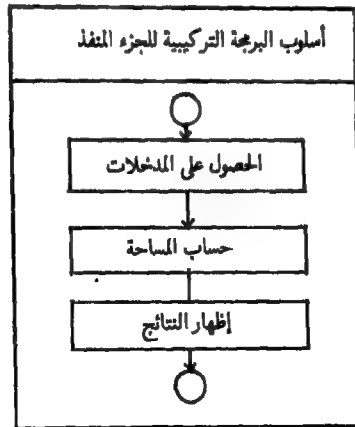 أسلوب البرمجة التركيبية للجزء المنفذ
الحصول على المدخلات
حساب المساحة
إظهار النتائج